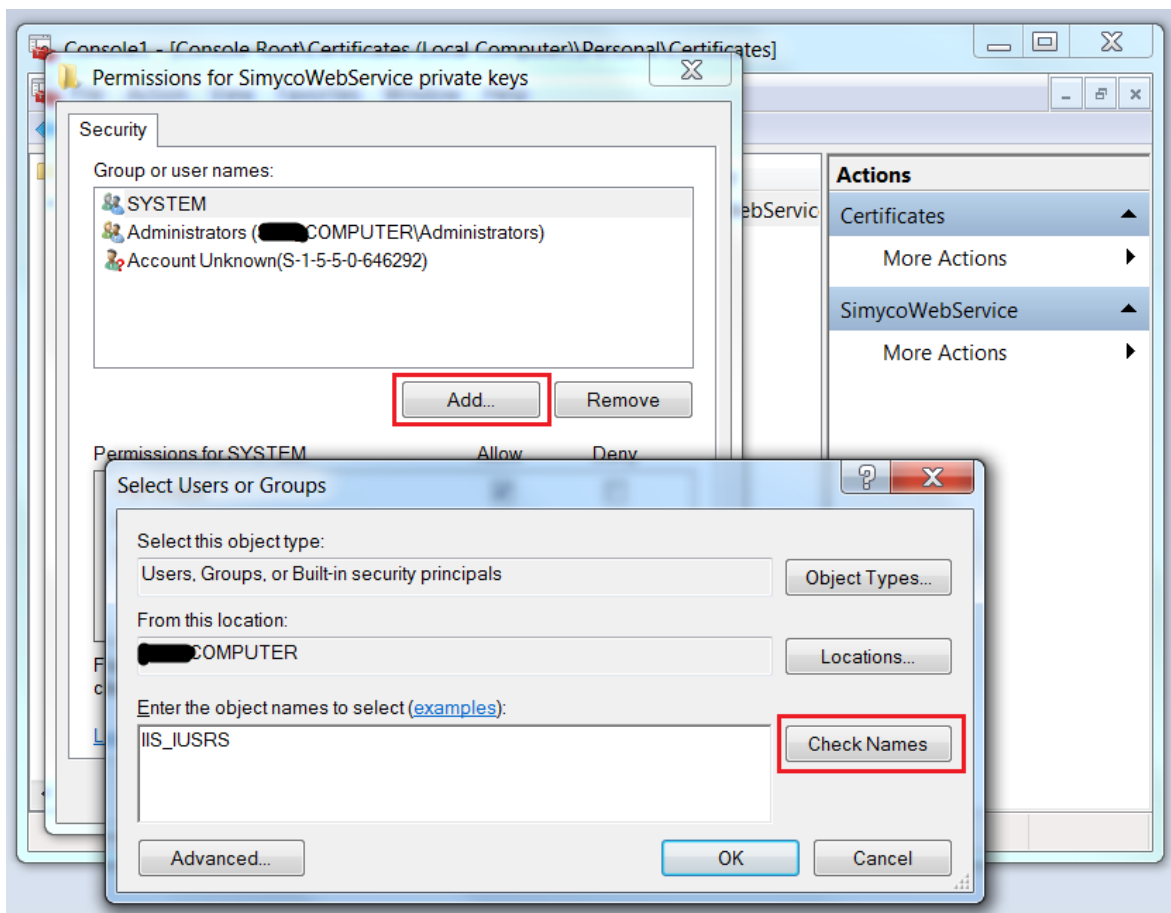 Console1 - [Console Root\Certificates (Local Computer)\Personal\Certificates]
Permissions for SimycoWebService private keys
Security
Group or user names:
SYSTEM
Administrators (COMPUTER\Administrators)
Account Unknown(S-1-5-5-0-646292)
Add...
Remove
Permissions for SYSTEM Allow Deny
ebServic
Actions
Certificates
More Actions
SimycoWebService
More Actions
Select Users or Groups
Select this object type:
Users, Groups, or Built-in security principals
Object Types...
From this location:
COMPUTER
Locations...
Enter the object names to select (examples):
IIS_IUSRS
Check Names
Advanced...
OK
Cancel